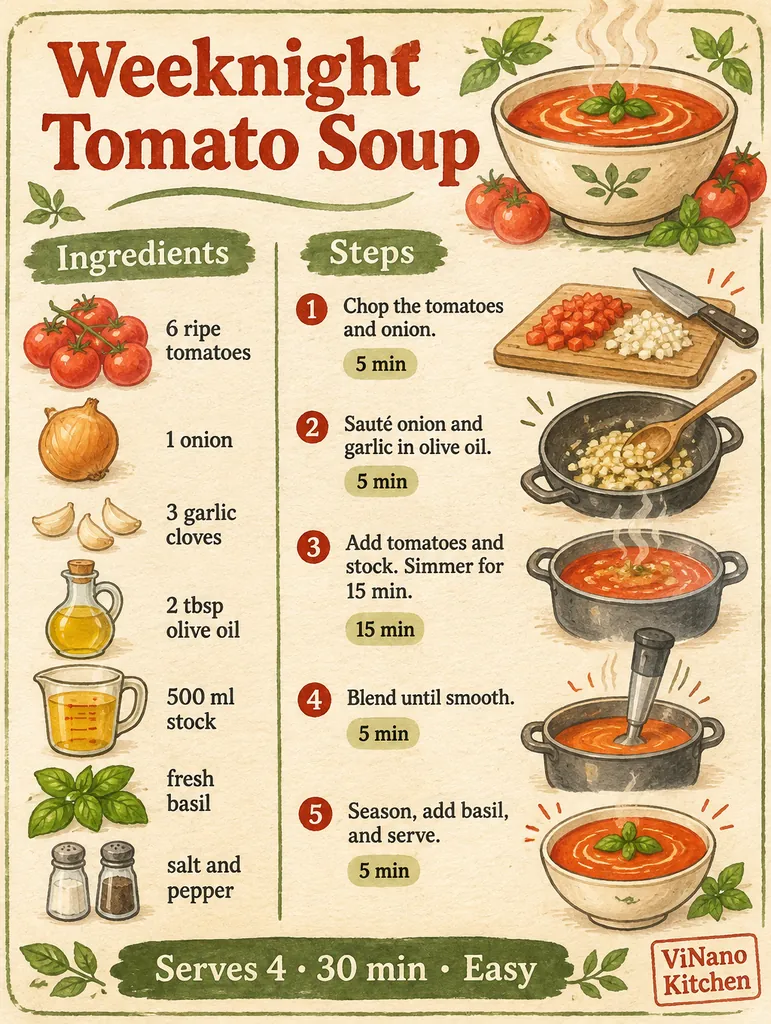 Weeknight
Tomato Soup
Ingredients
6 ripe
tomatoes
1 onion
3 garlic
cloves
2 tbsp
olive oil
500 ml
stock
fresh
basil
salt and
pepper
Steps
1
Chop the tomatoes
and onion.
5 min
2
Sauté onion and
garlic in olive oil.
5 min
3
Add tomatoes and
stock. Simmer for
15 min.
15 min
4
Blend until smooth.
5 min
5
Season, add basil,
and serve.
5 min
Serves 4 · 30 min · Easy
ViNano
Kitchen